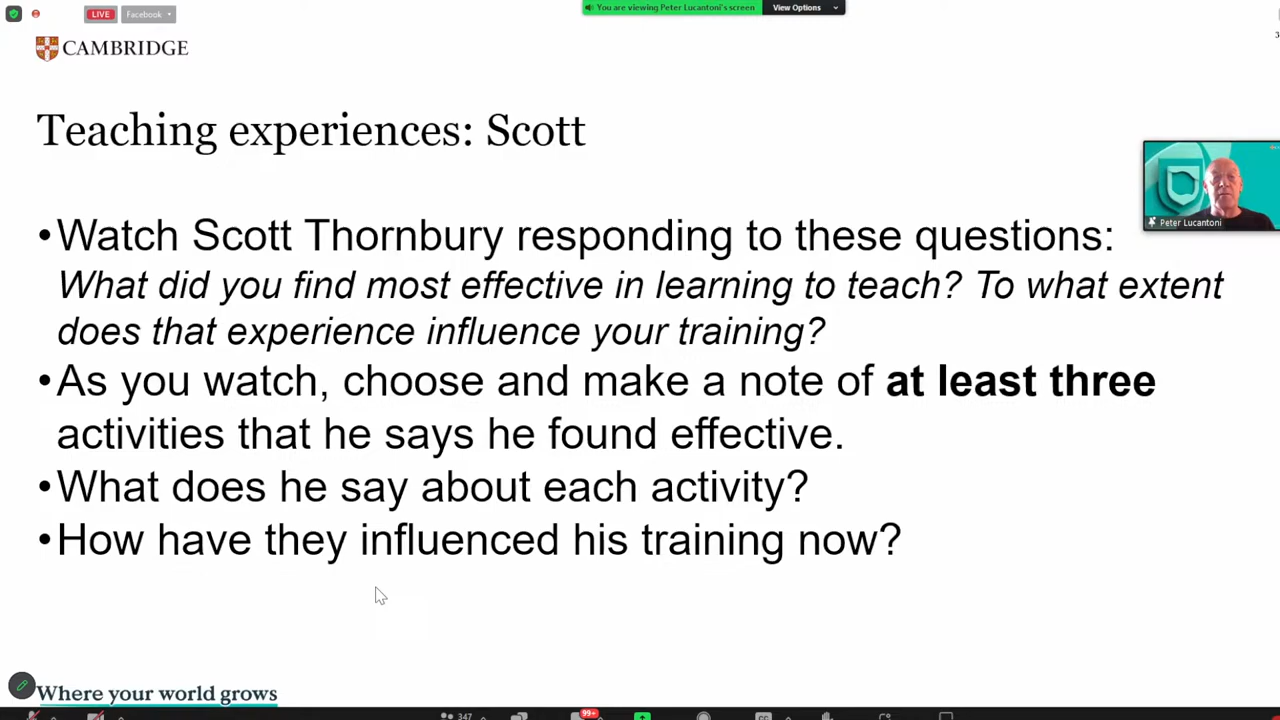 LIVE
Facebook
You are viewing Peter Lucantoni's screen
View Options
CAMBRIDGE
Teaching experiences: Scott
•Watch Scott Thornbury responding to these questions:
What did you find most effective in learning to teach? To what extent
does that experience influence your training?
•As you watch, choose and make a note of at least three
activities that he says he found effective.
•What does he say about each activity?
•How have they influenced his training now?
Peter Lucantoni
Where your world grows
347
99+